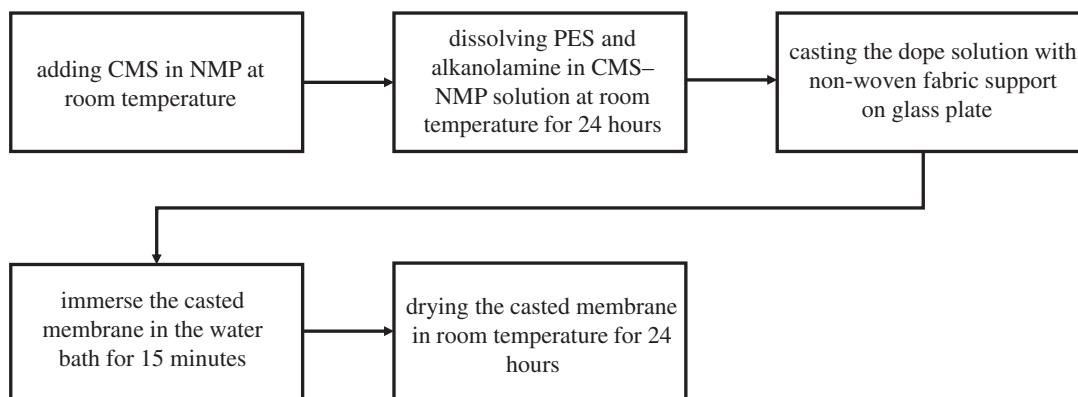 adding CMS in NMP at
room temperature
dissolving PES and
alkanolamine in CMS–
NMP solution at room
temperature for 24 hours
casting the dope solution with
non-woven fabric support
on glass plate
immerse the casted
membrane in the water
bath for 15 minutes
drying the casted membrane
in room temperature for 24
hours